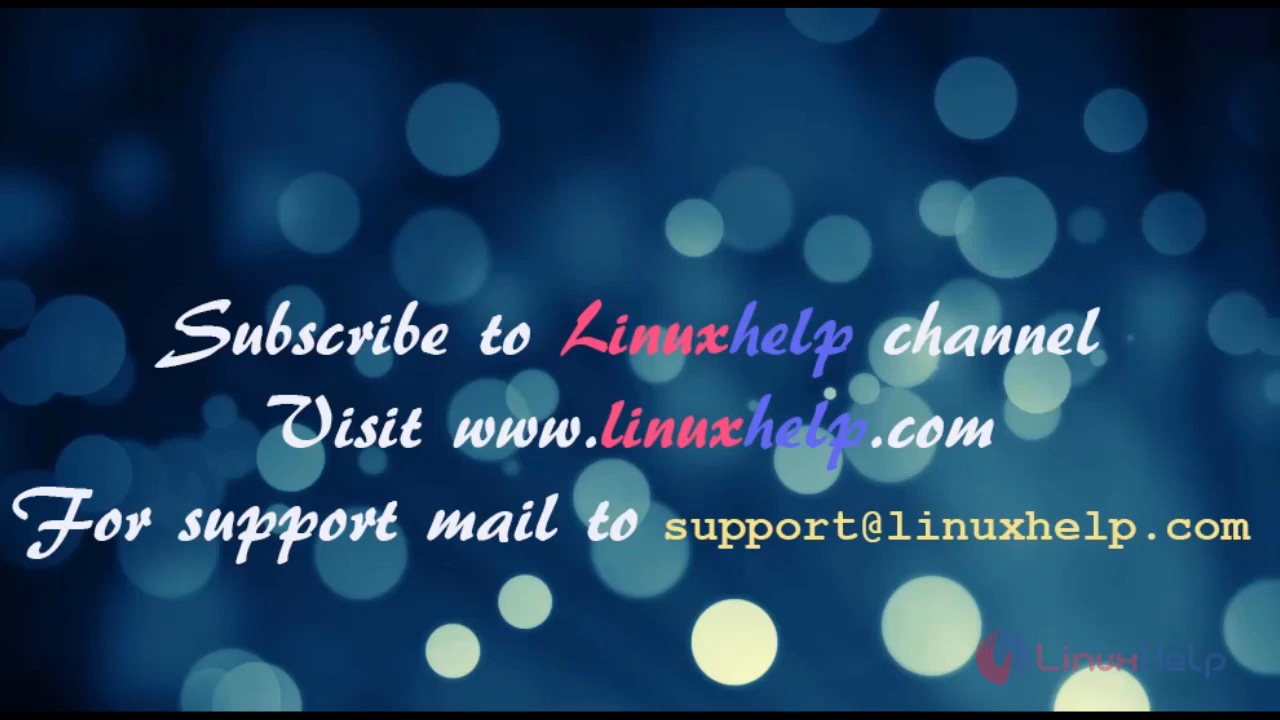 Subscribe to Linuxhelp channel
Visit www.linuxhelp.com
For support mail to support@linuxhelp.com
LinuxHelp